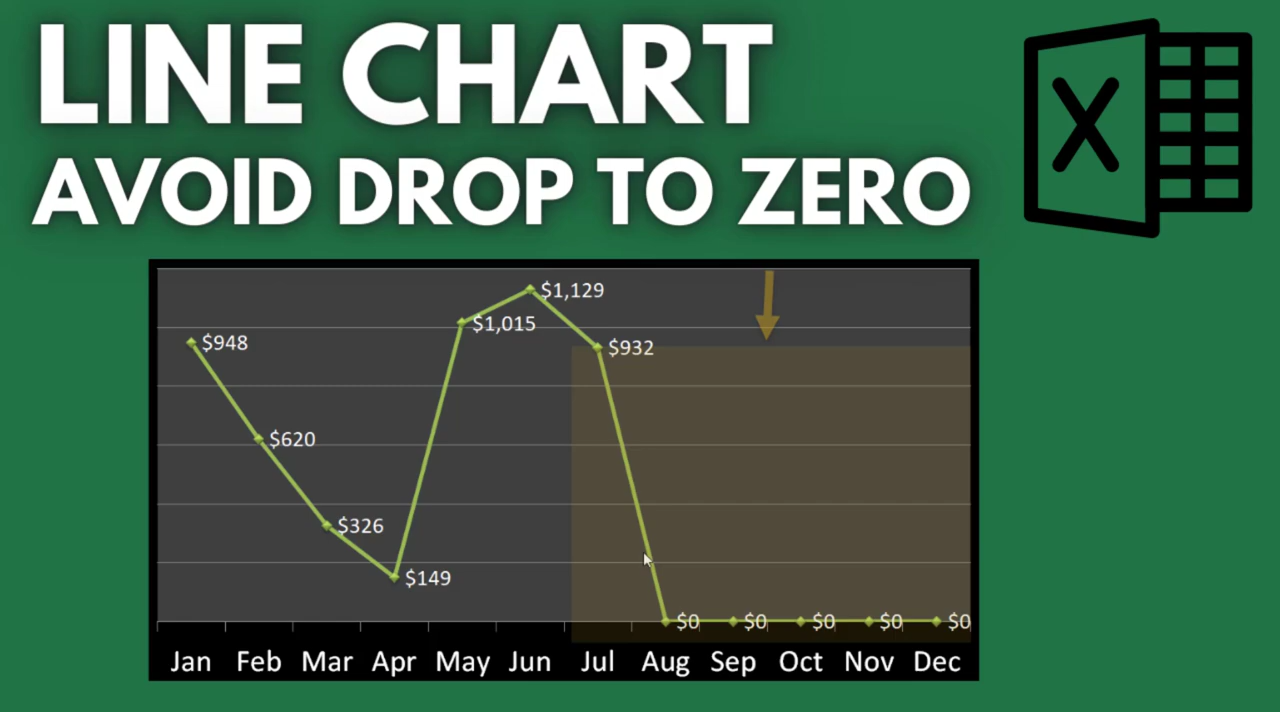 LINE CHART
AVOID DROP TO ZERO
X
$1,129
$1,015
$948
$932
$620
$326
$149
$0 $0 $0 $0 $0
Jan Feb Mar Apr May Jun Jul Aug Sep Oct Nov Dec